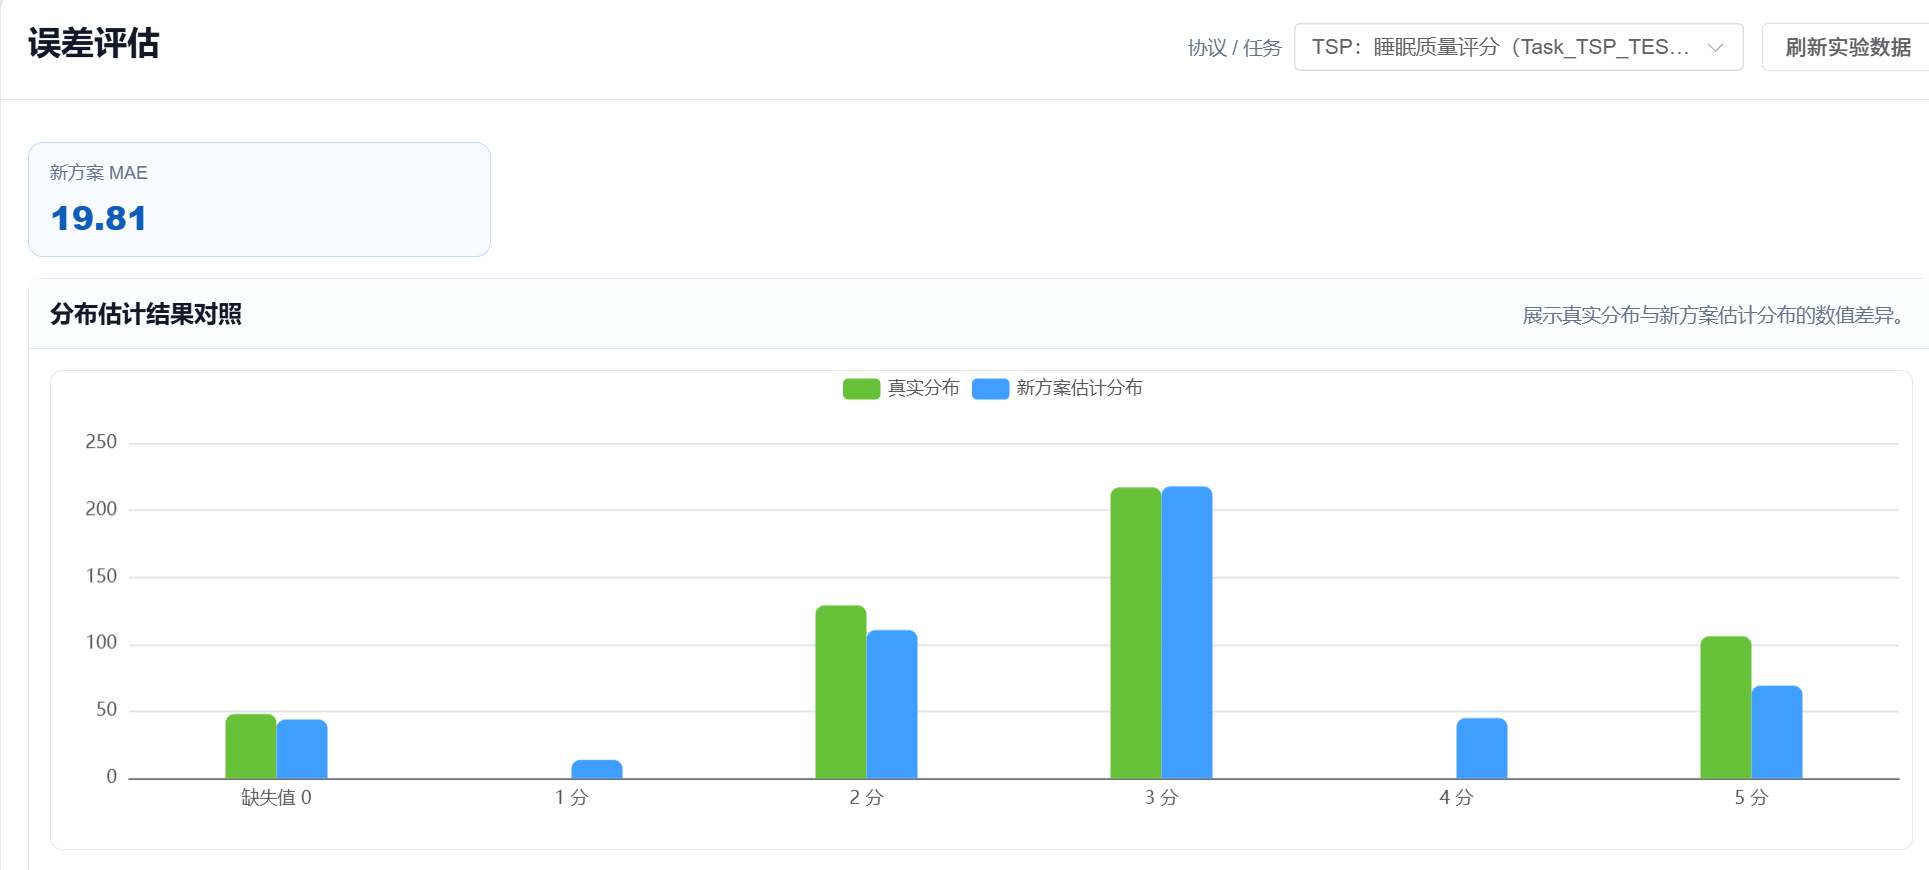 误差评估
协议 / 任务
TSP：睡眠质量评分（Task_TSP_TES...
刷新实验数据
新方案 MAE
19.81
分布估计结果对照
展示真实分布与新方案估计分布的数值差异。
真实分布
新方案估计分布
250
200
150
100
50
0
缺失值 0
1 分
2 分
3 分
4 分
5 分